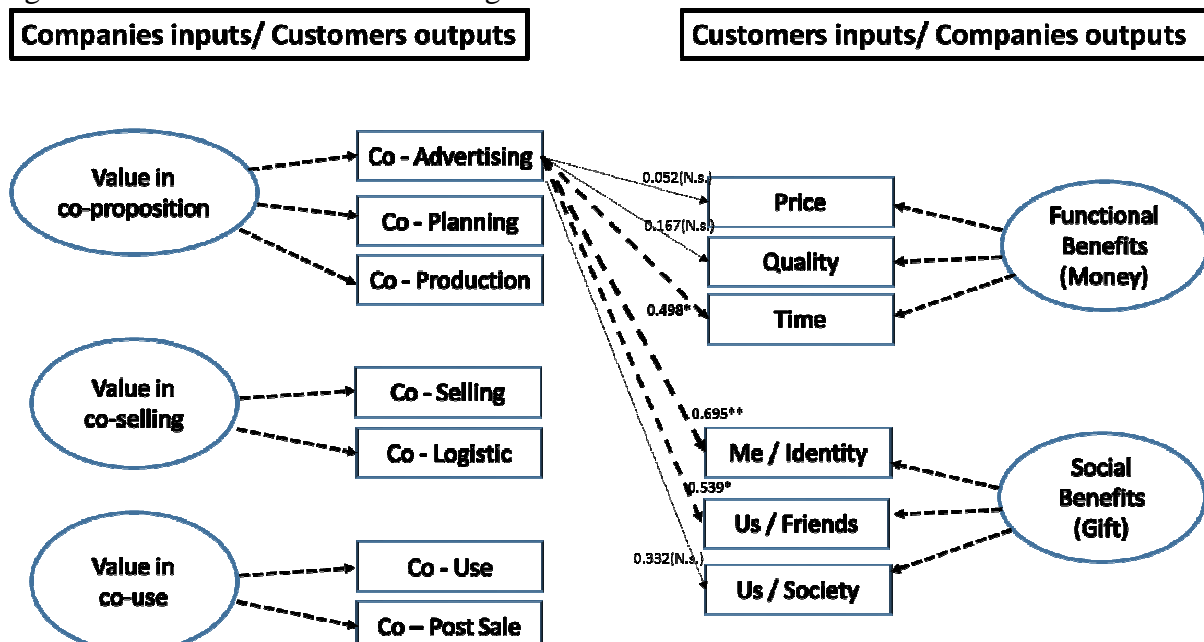 Companies inputs/ Customers outputs
Customers inputs/ Companies outputs
Value in
co-proposition
Co - Advertising
Co - Planning
Co - Production
0.052(N.s.)
0.167(N.s.)
0.498*
Price
Quality
Time
Functional
Benefits
(Money)
Value in
co-selling
Co - Selling
Co - Logistic
0.695**
0.539*
0.332(N.s.)
Me / Identity
Us / Friends
Us / Society
Social
Benefits
(Gift)
Value in
co-use
Co - Use
Co – Post Sale